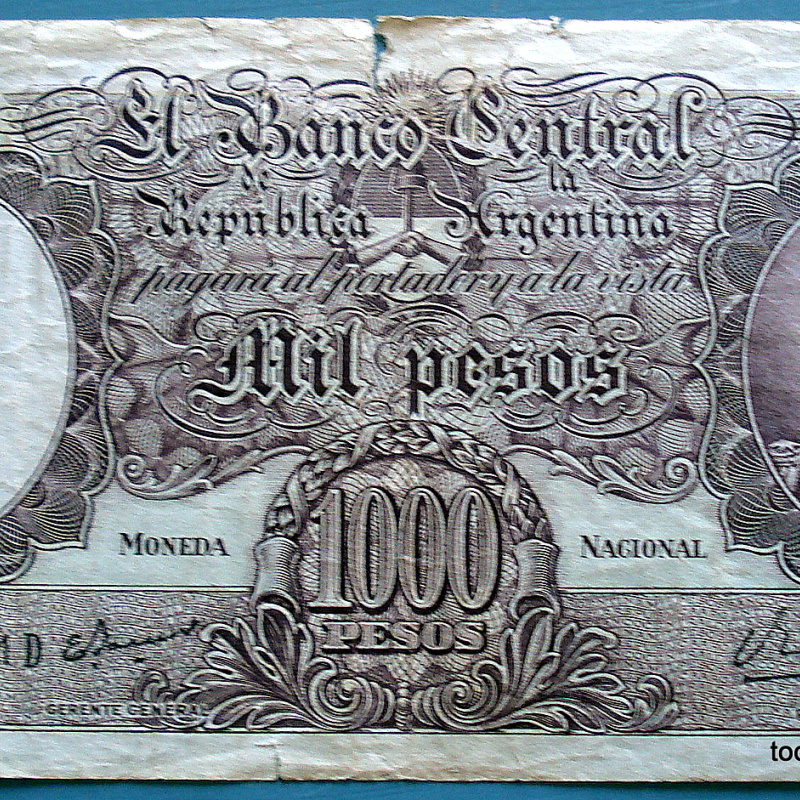 El Banco Central
de la
República Argentina
pagará al portador y a la vista
Mil pesos
1000
MONEDA NACIONAL
PESOS
D
GERENTE GENERAL